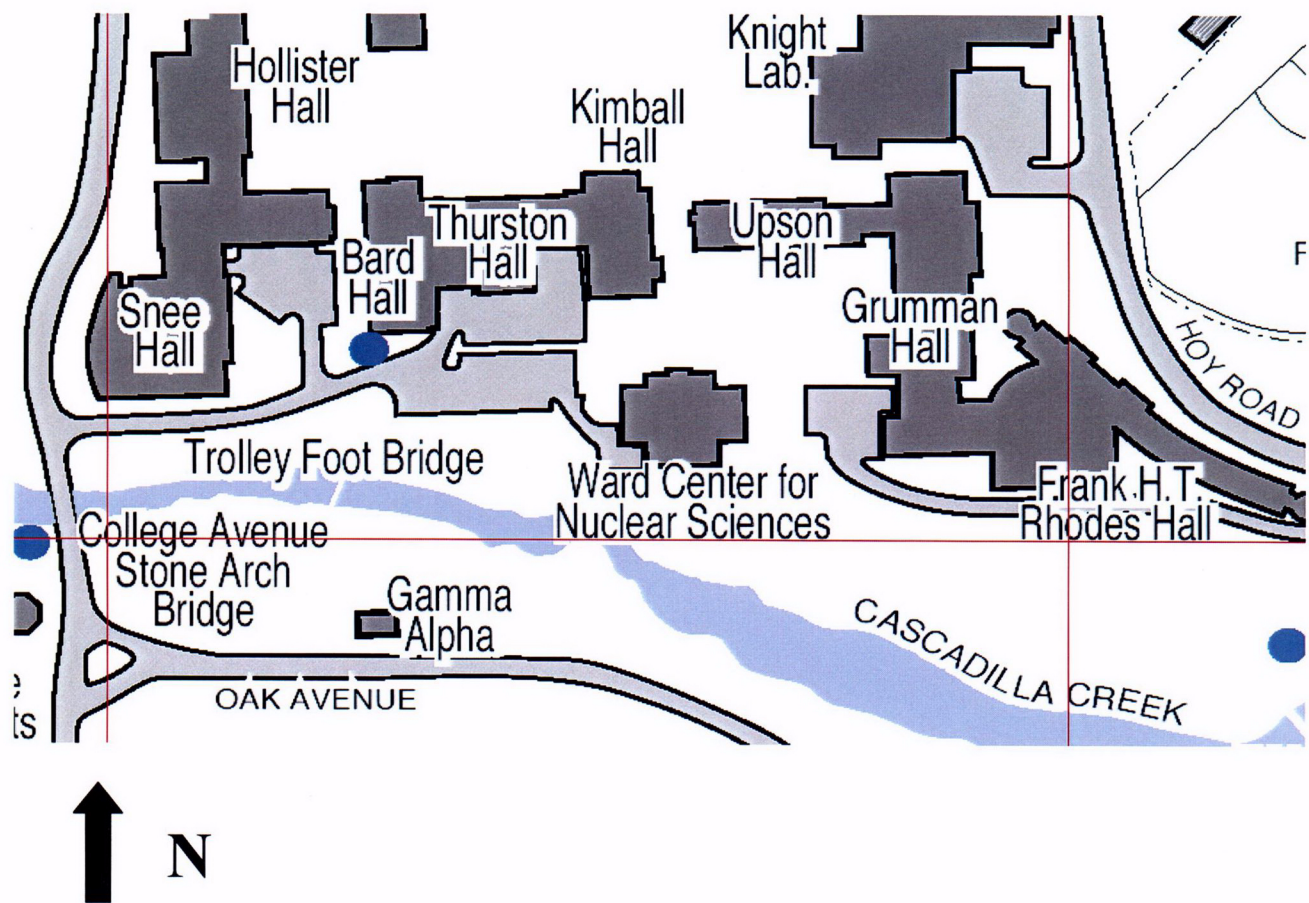 Hollister
Hall
Knight
Lab.
Kimball
Hall
Thurston
Hall
Upson
Hall
Bard
Hall
Snee
Hall
Grumman
Hall
HOY ROAD
F
Trolley Foot Bridge
Ward Center for
Nuclear Sciences
Frank H.T.
Rhodes Hall
College Avenue
Stone Arch
Bridge
Gamma
Alpha
CASCADILLA CREEK
OAK AVENUE
e
ts
N